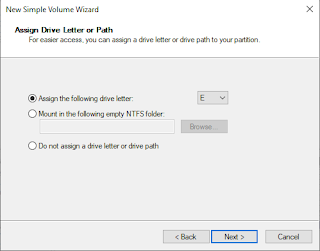 New Simple Volume Wizard
Assign Drive Letter or Path
For easier access, you can assign a drive letter or drive path to your partition.
Assign the following drive letter: E
Mount in the following empty NTFS folder:
Browse...
Do not assign a drive letter or drive path
< Back Next > Cancel